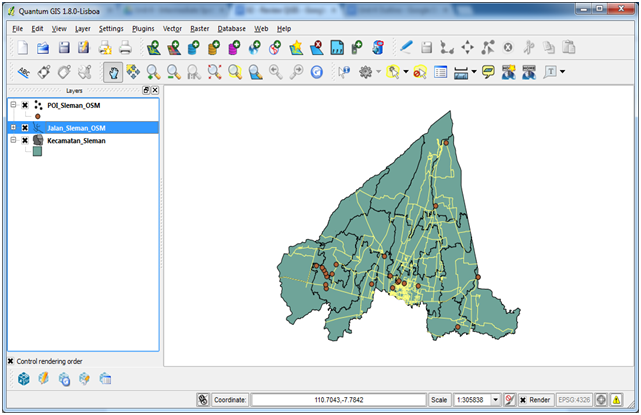 Quantum GIS 1.8.0-Lisboa
File Edit View Layer Settings Plugins Vector Raster Database Web Help
Layers
POI_Sleman_OSM
Jalan_Sleman_OSM
Kecamatan_Sleman
Control rendering order
Coordinate: 110.7043,-7.7842 Scale 1:305838 Render EPSG:4326